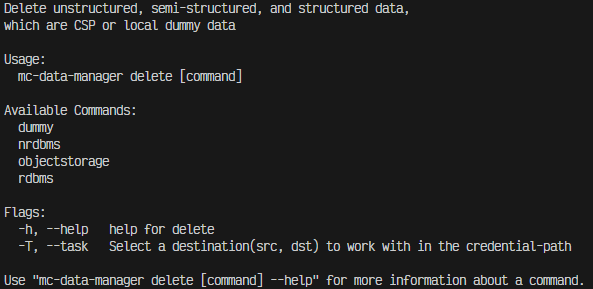 Delete unstructured, semi-structured, and structured data,
which are CSP or local dummy data

Usage:
  mc-data-manager delete [command]

Available Commands:
  dummy
  nrdbms
  objectstorage
  rdbms

Flags:
  -h, --help   help for delete
  -T, --task   Select a destination(src, dst) to work with in the credential-path

Use "mc-data-manager delete [command] --help" for more information about a command.